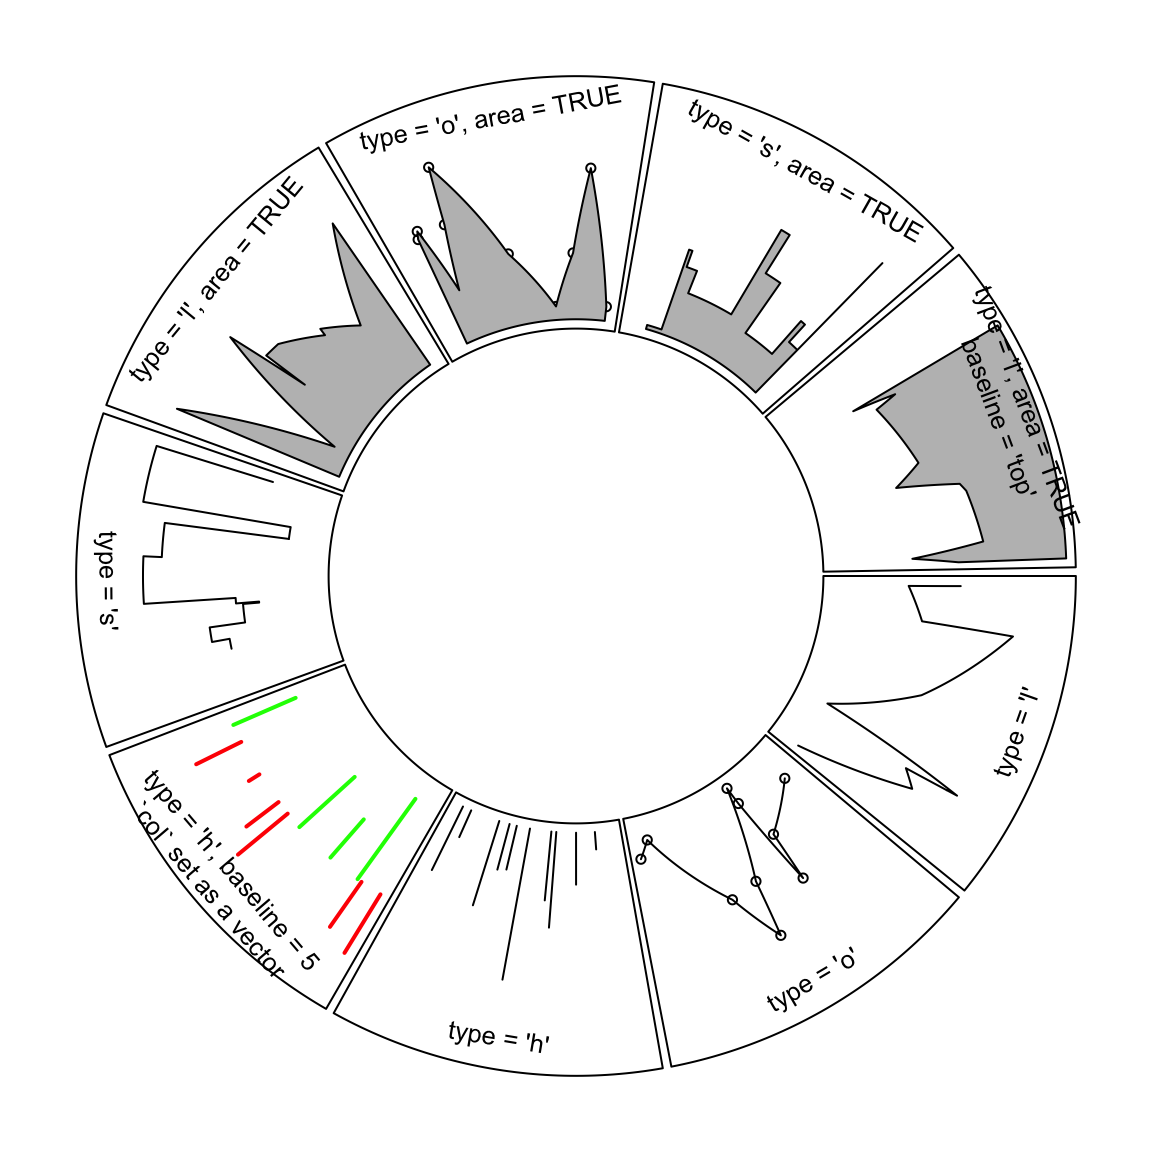 type = 'l'
type = 'o'
type = 'h'
type = 'h', baseline = 5
`col` set as a vector
type = 's'
type = 'l', area = TRUE
type = 'o', area = TRUE
type = 's', area = TRUE
type = 'l', area = TRUE
baseline = 'top'